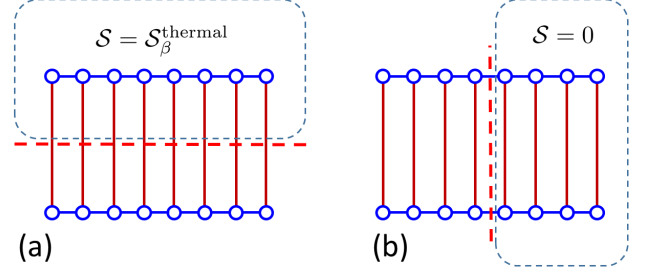 𝒮 = 𝒮_β^thermal
𝒮 = 0
(a)
(b)